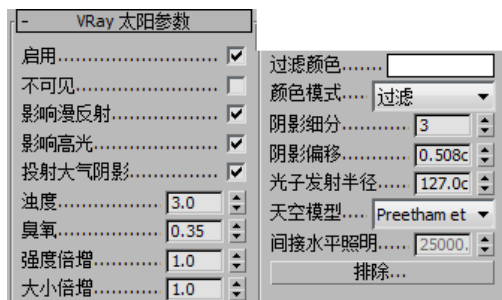 - VRay 太阳参数
启用
不可见
影响漫反射
影响高光
投射大气阴影
浊度 3.0
臭氧 0.35
强度倍增 1.0
大小倍增 1.0
过滤颜色
颜色模式 过滤
阴影细分 3
阴影偏移 0.508c
光子发射半径 127.0c
天空模型 Preetham et
间接水平照明 25000.
排除...